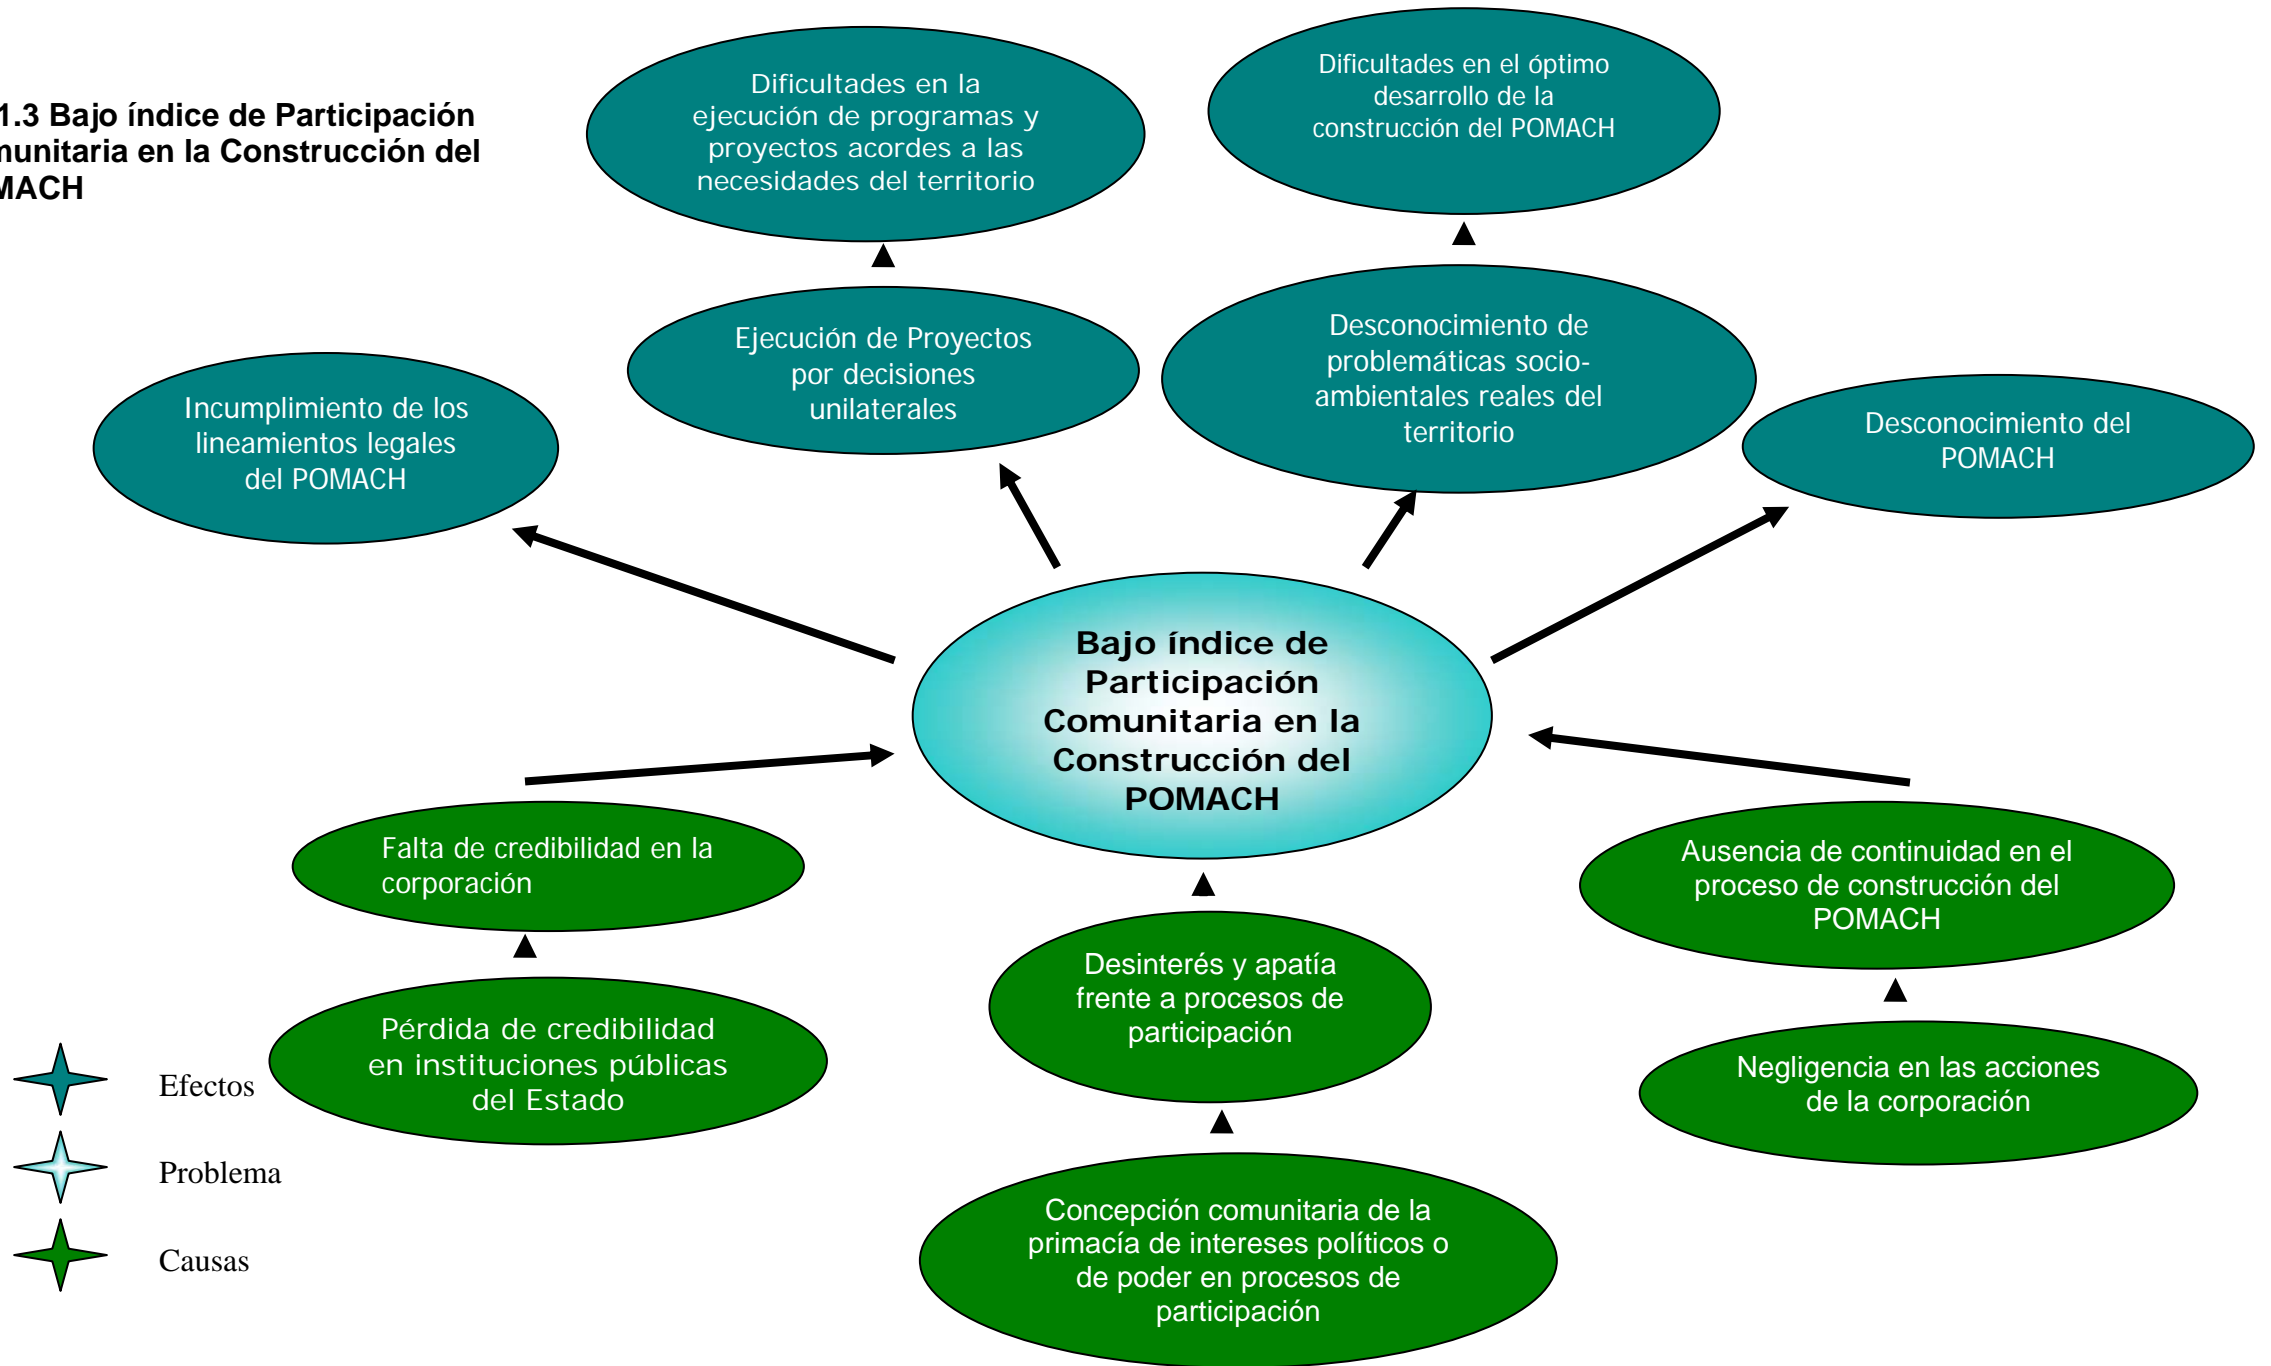 1.3 Bajo índice de Participación
munitaria en la Construcción del
MACH
Dificultades en la
ejecución de programas y
proyectos acordes a las
necesidades del territorio
Dificultades en el óptimo
desarrollo de la
construcción del POMACH
Incumplimiento de los
lineamientos legales
del POMACH
Ejecución de Proyectos
por decisiones
unilaterales
Desconocimiento de
problemáticas socio-
ambientales reales del
territorio
Desconocimiento del
POMACH
Bajo índice de
Participación
Comunitaria en la
Construcción del
POMACH
Falta de credibilidad en la
corporación
Pérdida de credibilidad
en instituciones públicas
del Estado
Desinterés y apatía
frente a procesos de
participación
Concepción comunitaria de la
primacía de intereses políticos o
de poder en procesos de
participación
Ausencia de continuidad en el
proceso de construcción del
POMACH
Negligencia en las acciones
de la corporación
Efectos
Problema
Causas